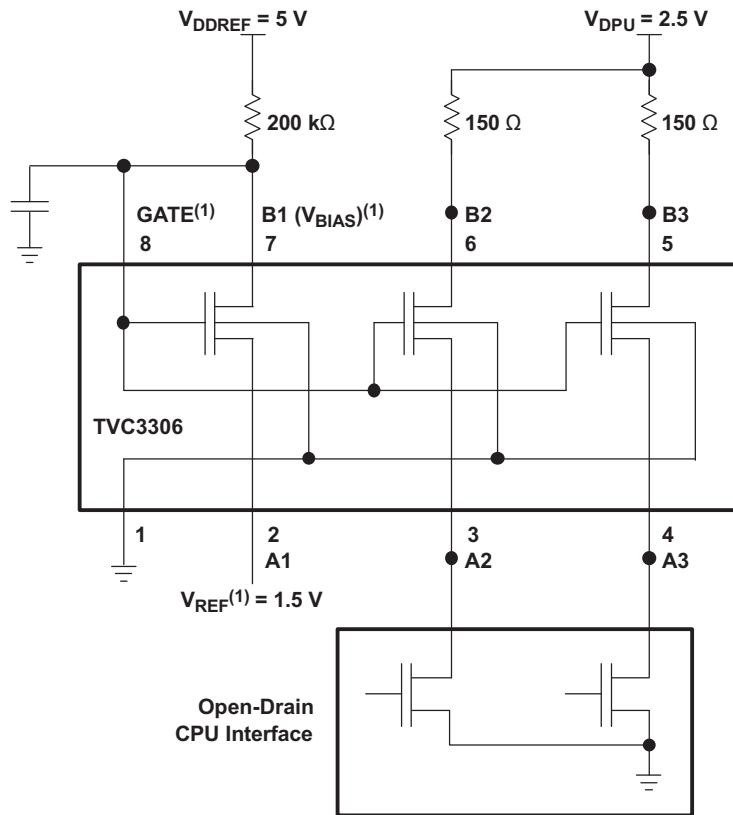 V_DDREF = 5 V
V_DPU = 2.5 V
200 kΩ
150 Ω
150 Ω
GATE(1)
B1 (V_BIAS)(1)
B2
B3
8
7
6
5
TVC3306
1
2
3
4
A1
A2
A3
V_REF(1) = 1.5 V
Open-Drain
CPU Interface